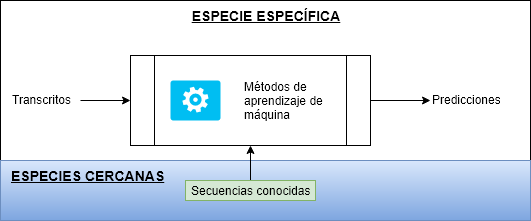 ESPECIE ESPECÍFICA
Transcritos
Métodos de
aprendizaje de
máquina
Predicciones
ESPECIES CERCANAS
Secuencias conocidas